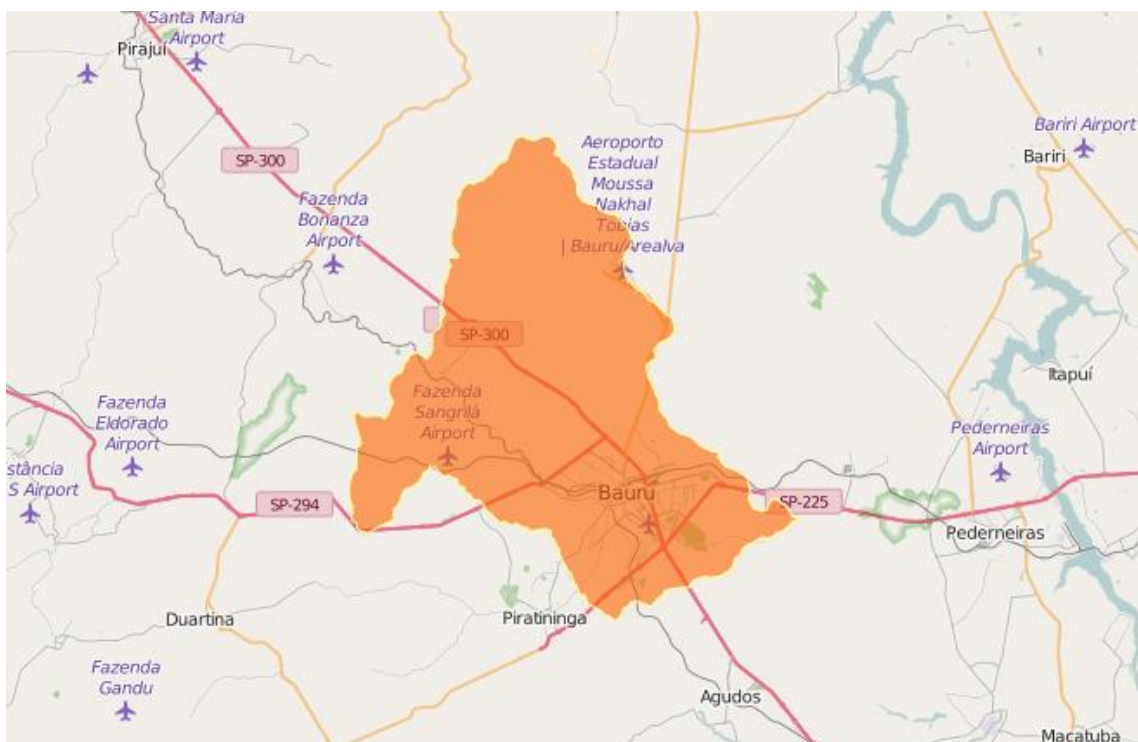 Santa Maria
Airport
Pirajuí
SP-300
Aeroporto
Estadual
Moussa
Nakhal
Tobias
| Bauru/Arealva
Bariri Airport
Bariri
Fazenda
Bonanza
Airport
SP-300
Itapuí
Fazenda
Sangrilá
Airport
Fazenda
Eldorado
Airport
Pederneiras
Airport
stância
S Airport
SP-294
Bauru
SP-225
Pederneiras
Duartina
Piratininga
Fazenda
Gandu
Agudos
Macatuba